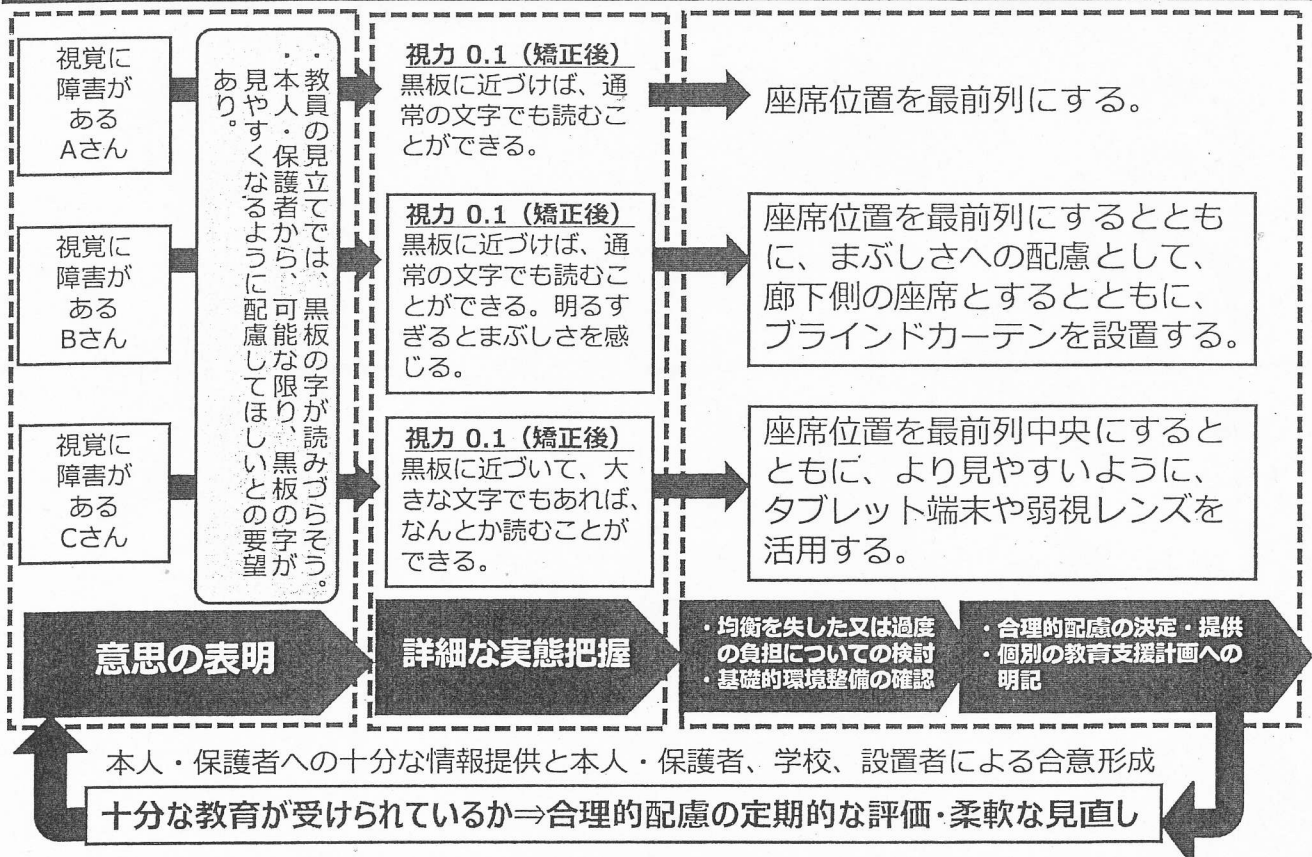 視覚に
障害が
ある
Aさん
視覚に
障害が
ある
Bさん
視覚に
障害が
ある
Cさん
・教員の見立てでは、黒板の字が読みづらそう。
・本人・保護者から、可能な限り、黒板の字が
見やすくなるように配慮してほしいとの要望
あり。
視力 0.1（矯正後）
黒板に近づけば、通
常の文字でも読むこ
とができる。
視力 0.1（矯正後）
黒板に近づけば、通
常の文字でも読むこ
とができる。明るす
ぎるとまぶしさを感
じる。
視力 0.1（矯正後）
黒板に近づいて、大
きな文字でもあれば、
なんとか読むことが
できる。
座席位置を最前列にする。
座席位置を最前列にするととも
に、まぶしさへの配慮として、
廊下側の座席とするとともに、
ブラインドカーテンを設置する。
座席位置を最前列中央にすると
ともに、より見やすいように、
タブレット端末や弱視レンズを
活用する。
意思の表明
詳細な実態把握
・均衡を失した又は過度
の負担についての検討
・基礎的環境整備の確認
・合理的配慮の決定・提供
・個別の教育支援計画への
明記
本人・保護者への十分な情報提供と本人・保護者、学校、設置者による合意形成
十分な教育が受けられているか⇒合理的配慮の定期的な評価・柔軟な見直し